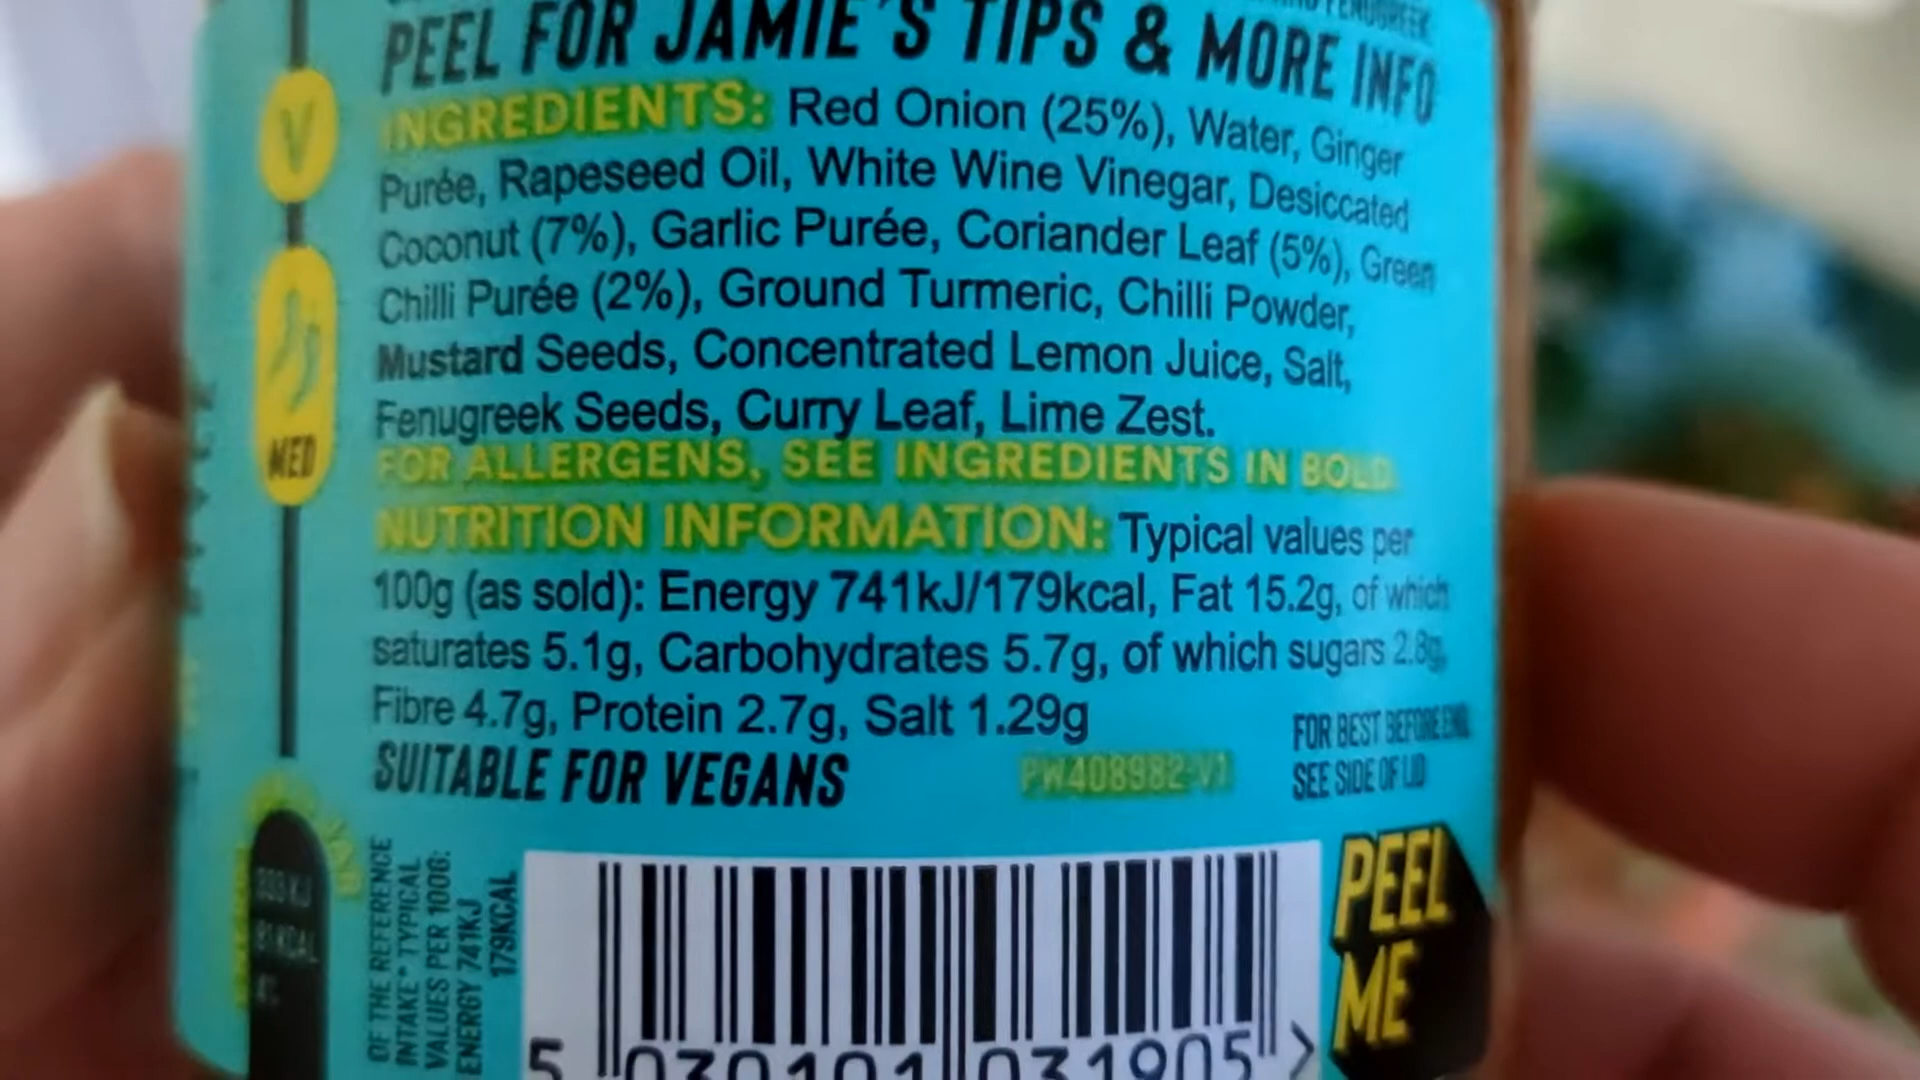 FENUGREEK
PEEL FOR JAMIE'S TIPS & MORE INFO
INGREDIENTS: Red Onion (25%), Water, Ginger
Purée, Rapeseed Oil, White Wine Vinegar, Desiccated
Coconut (7%), Garlic Purée, Coriander Leaf (5%), Green
Chilli Purée (2%), Ground Turmeric, Chilli Powder,
Mustard Seeds, Concentrated Lemon Juice, Salt,
Fenugreek Seeds, Curry Leaf, Lime Zest.
FOR ALLERGENS, SEE INGREDIENTS IN BOLD.
NUTRITION INFORMATION: Typical values per
100g (as sold): Energy 741kJ/179kcal, Fat 15.2g, of which
saturates 5.1g, Carbohydrates 5.7g, of which sugars 2.8g,
Fibre 4.7g, Protein 2.7g, Salt 1.29g
SUITABLE FOR VEGANS
PW408982-V1
FOR BEST BEFORE END,
SEE SIDE OF LID
V
MED
OF THE REFERENCE
INTAKE* TYPICAL
VALUES PER 100G:
ENERGY 741KJ
179KCAL
5 030101 031905 >
PEEL
ME